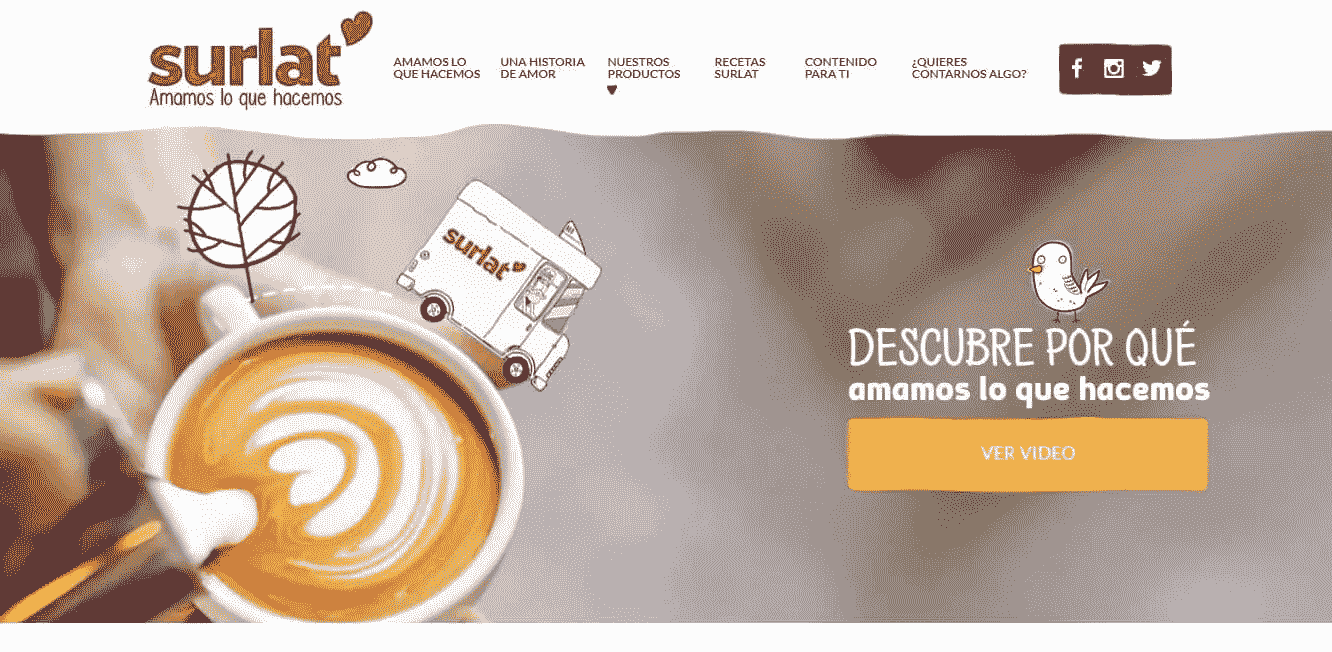 surlat
Amamos lo que hacemos
AMAMOS LO
QUE HACEMOS
UNA HISTORIA
DE AMOR
NUESTROS
PRODUCTOS
RECETAS
SURLAT
CONTENIDO
PARA TI
¿QUIERES
CONTARNOS ALGO?
surlat
DESCUBRE POR QUÉ
amamos lo que hacemos
VER VIDEO